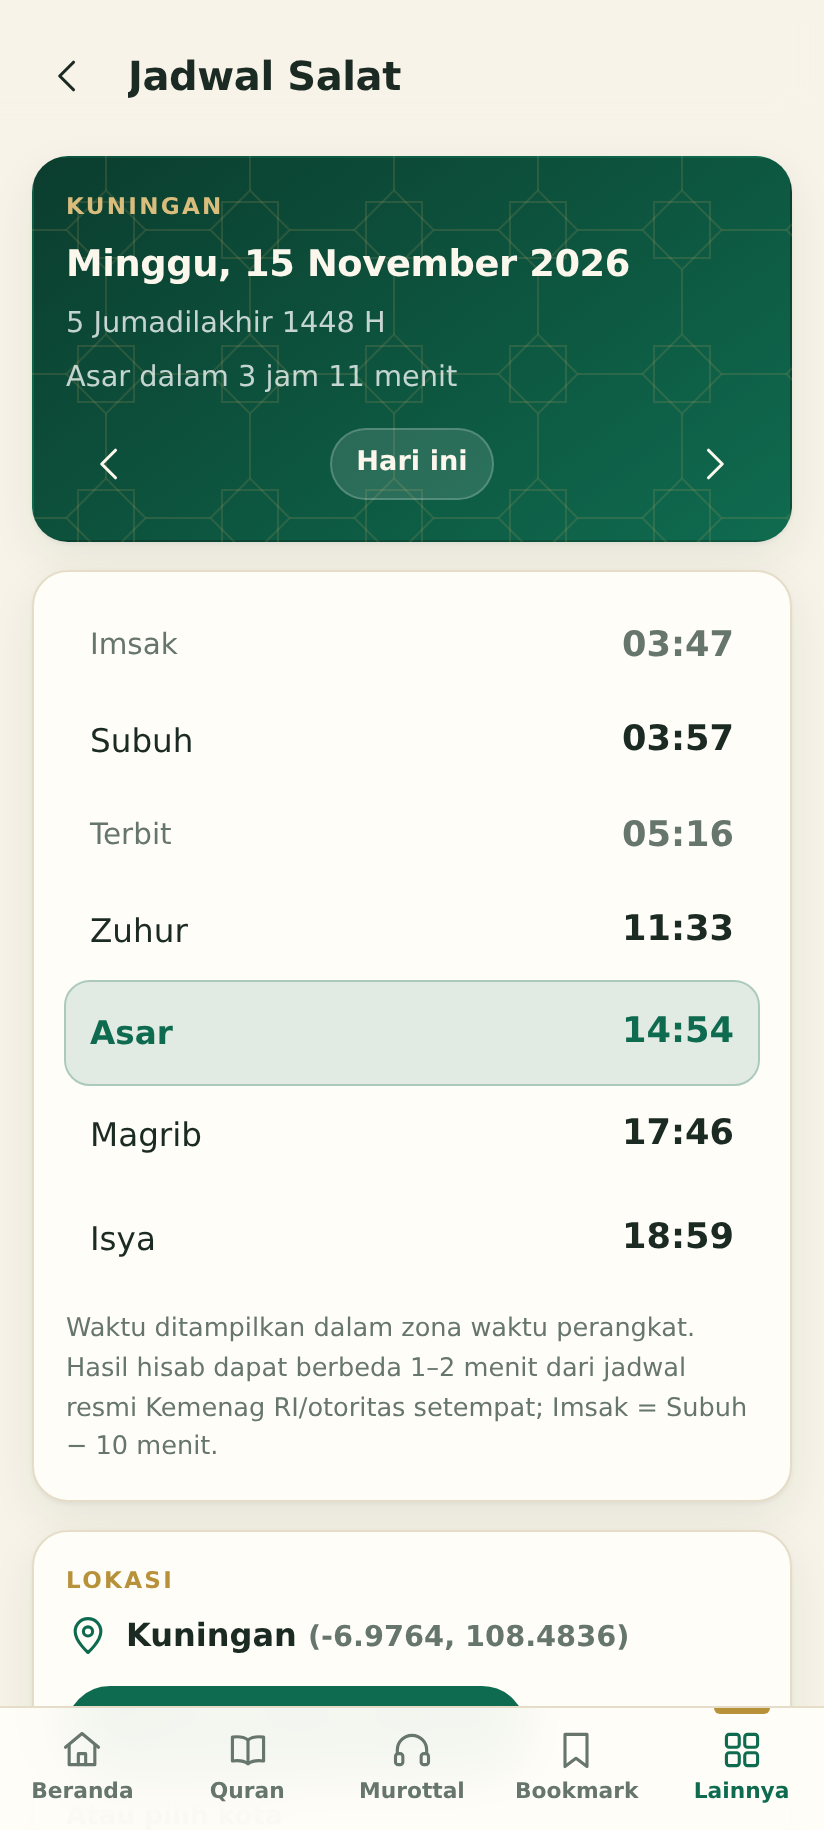 Jadwal Salat
KUNINGAN
Minggu, 15 November 2026
5 Jumadilakhir 1448 H
Asar dalam 3 jam 11 menit
Hari ini
Imsak 03:47
Subuh 03:57
Terbit 05:16
Zuhur 11:33
Asar 14:54
Magrib 17:46
Isya 18:59
Waktu ditampilkan dalam zona waktu perangkat.
Hasil hisab dapat berbeda 1–2 menit dari jadwal
resmi Kemenag RI/otoritas setempat; Imsak = Subuh
− 10 menit.
LOKASI
Kuningan (-6.9764, 108.4836)
Beranda Quran Murottal Bookmark Lainnya
Atau pilih kota